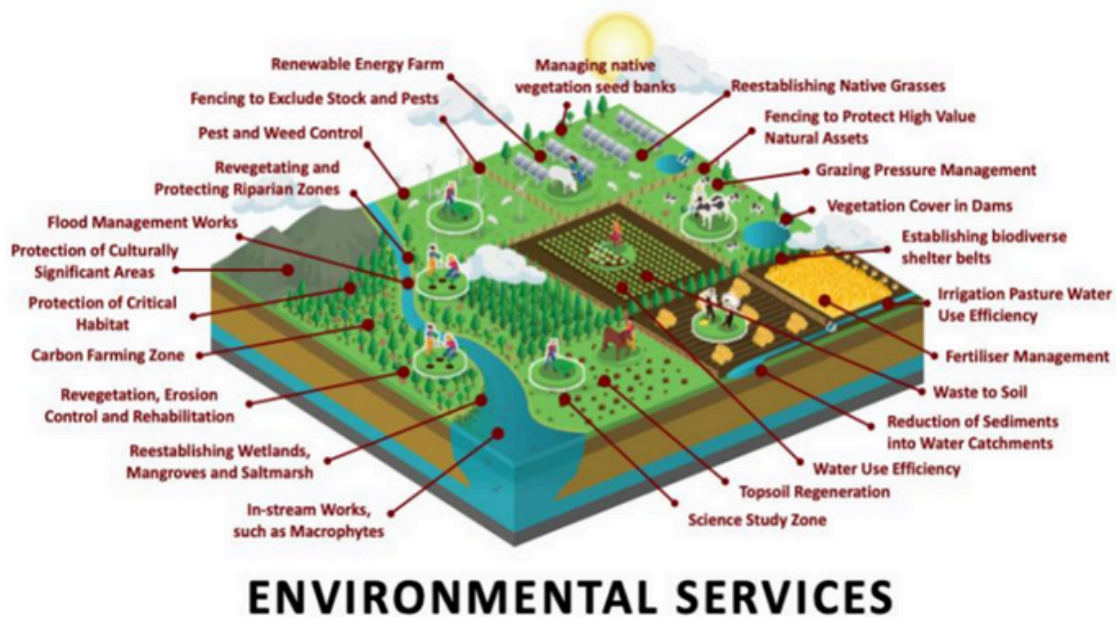 Renewable Energy Farm
Managing native
vegetation seed banks
Reestablishing Native Grasses
Fencing to Exclude Stock and Pests
Fencing to Protect High Value
Natural Assets
Pest and Weed Control
Revegetating and
Protecting Riparian Zones
Grazing Pressure Management
Flood Management Works
Vegetation Cover in Dams
Protection of Culturally
Significant Areas
Establishing biodiverse
shelter belts
Protection of Critical
Habitat
Irrigation Pasture Water
Use Efficiency
Carbon Farming Zone
Fertiliser Management
Revegetation, Erosion
Control and Rehabilitation
Waste to Soil
Reduction of Sediments
into Water Catchments
Reestablishing Wetlands,
Mangroves and Saltmarsh
Water Use Efficiency
Topsoil Regeneration
In-stream Works,
such as Macrophytes
Science Study Zone
ENVIRONMENTAL SERVICES